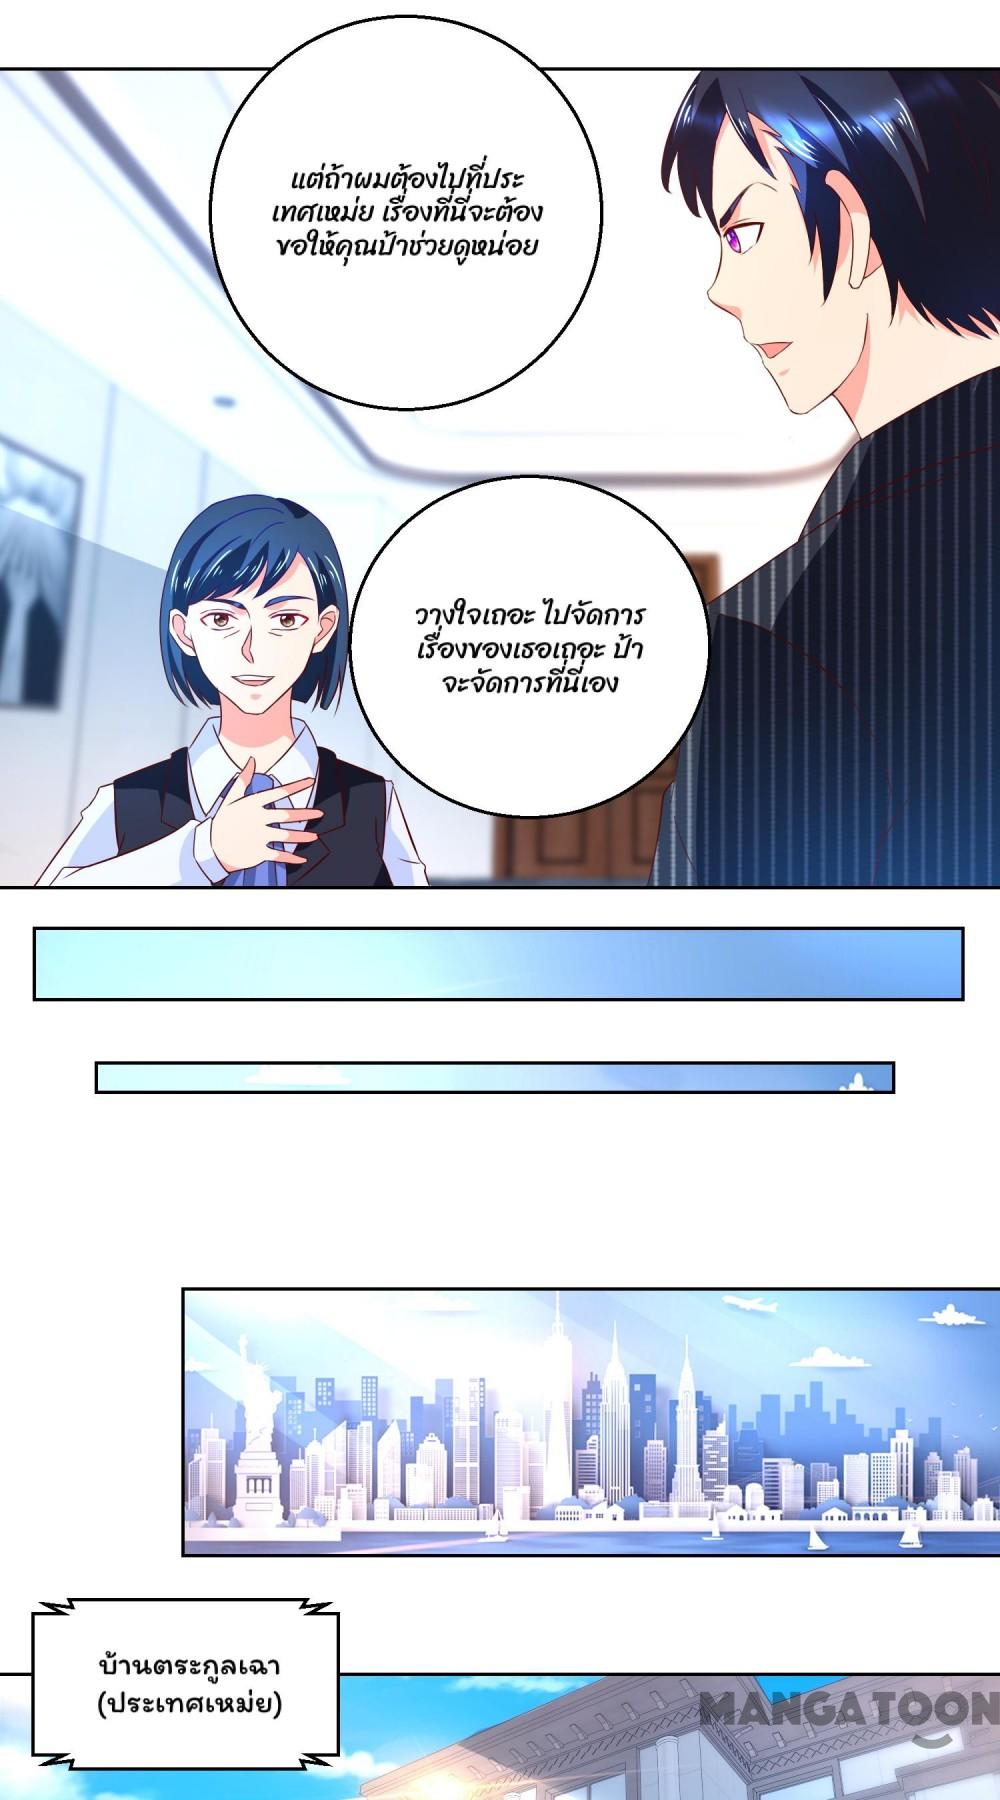 แต่ถ้าผมต้องไปที่ประ
เทศเหม่ย เรื่องที่นี่จะต้อง
ขอให้คุณป้าช่วยดูหน่อย
วางใจเถอะ ไปจัดการ
เรื่องของเธอเถอะ ป้า
จะจัดการที่นี่เอง
บ้านตระกูลเฉา
(ประเทศเหม่ย)
MANGATOON